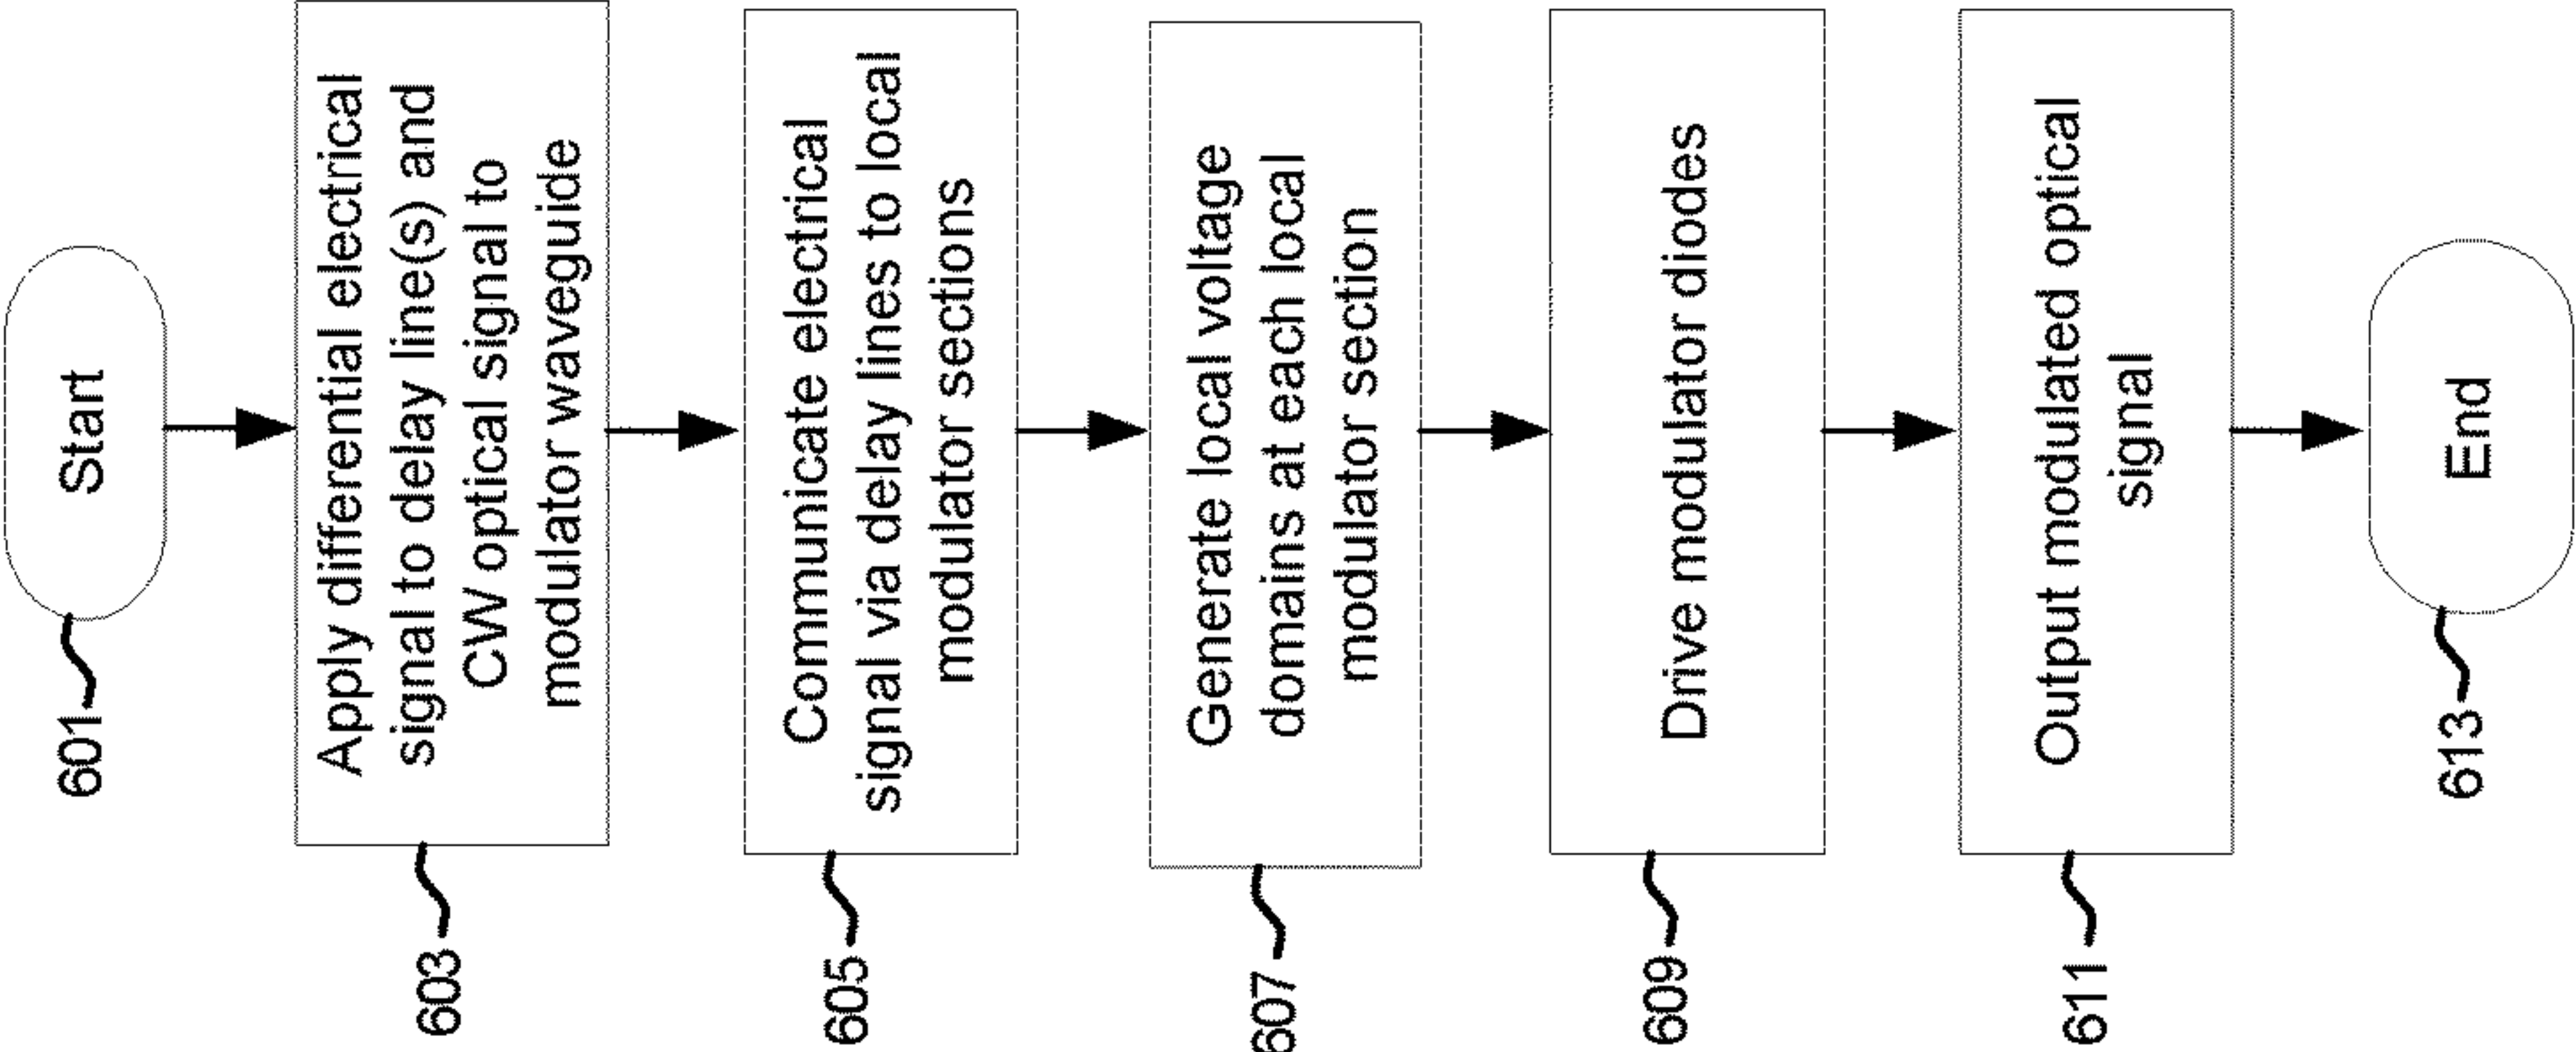 Start
601
Apply differential electrical
signal to delay line(s) and
CW optical signal to
modulator waveguide
603
Communicate electrical
signal via delay lines to local
modulator sections
605
Generate local voltage
domains at each local
modulator section
607
Drive modulator diodes
609
Output modulated optical
signal
611
End
613